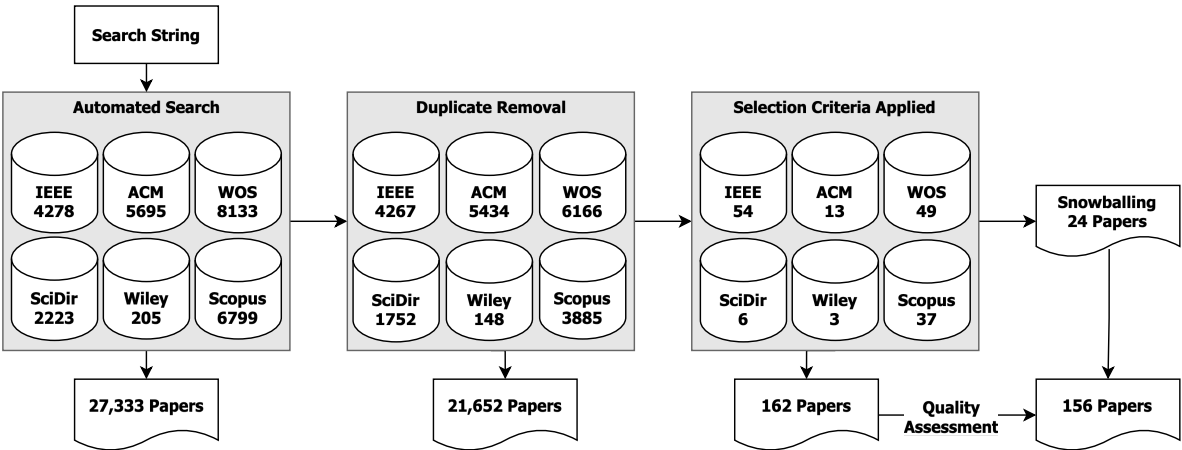 Search String
Automated Search
IEEE
4278
ACM
5695
WOS
8133
SciDir
2223
Wiley
205
Scopus
6799
27,333 Papers
Duplicate Removal
IEEE
4267
ACM
5434
WOS
6166
SciDir
1752
Wiley
148
Scopus
3885
21,652 Papers
Selection Criteria Applied
IEEE
54
ACM
13
WOS
49
SciDir
6
Wiley
3
Scopus
37
162 Papers
Quality
Assessment
Snowballing
24 Papers
156 Papers